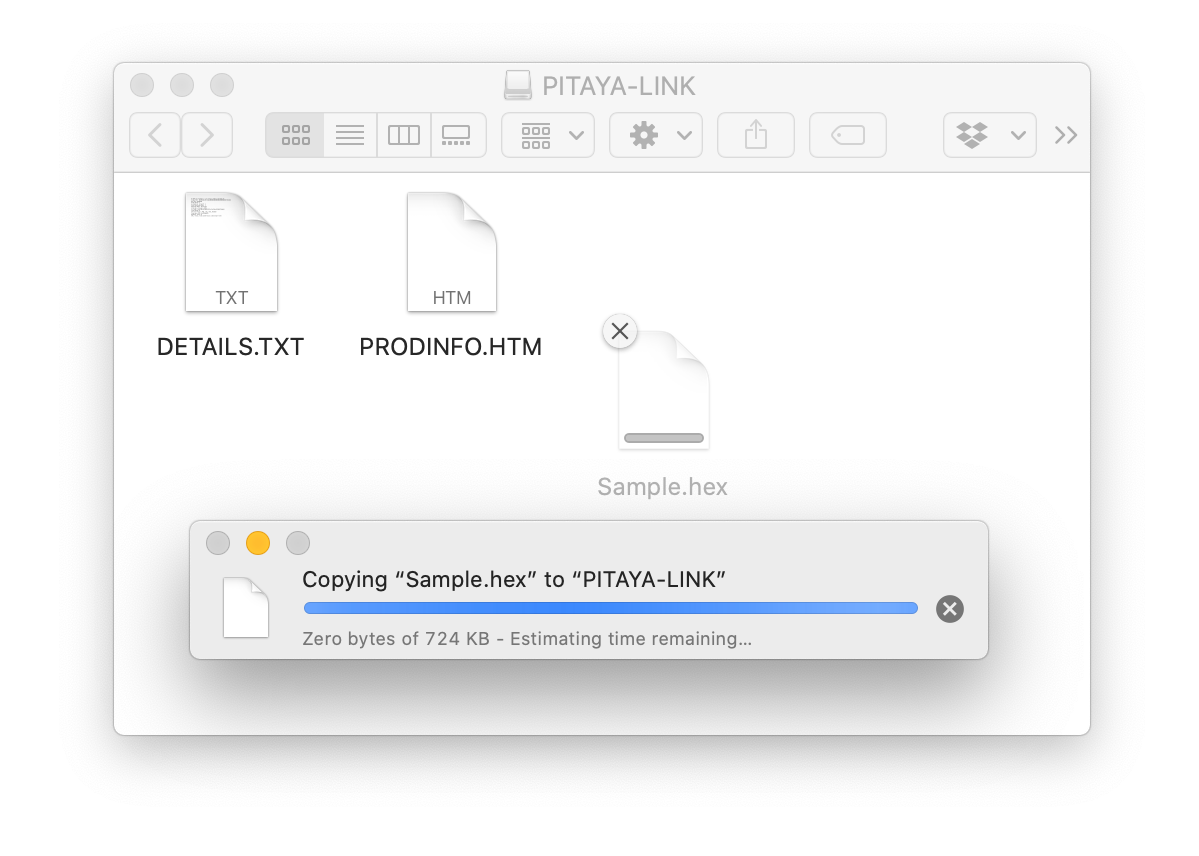 PITAYA-LINK
TXT
HTM
DETAILS.TXT
PRODINFO.HTM
Sample.hex
Copying “Sample.hex” to “PITAYA-LINK”
Zero bytes of 724 KB - Estimating time remaining...